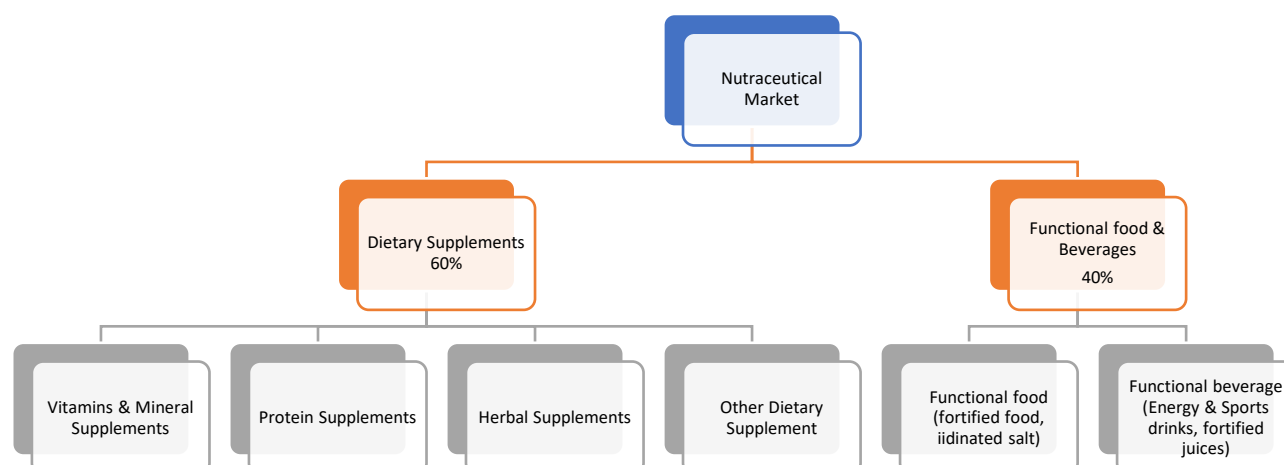 Nutraceutical
Market
Dietary Supplements
60%
Functional food &
Beverages
40%
Vitamins & Mineral
Supplements
Protein Supplements
Herbal Supplements
Other Dietary
Supplement
Functional food
(fortified food,
iidinated salt)
Functional beverage
(Energy & Sports
drinks, fortified
juices)